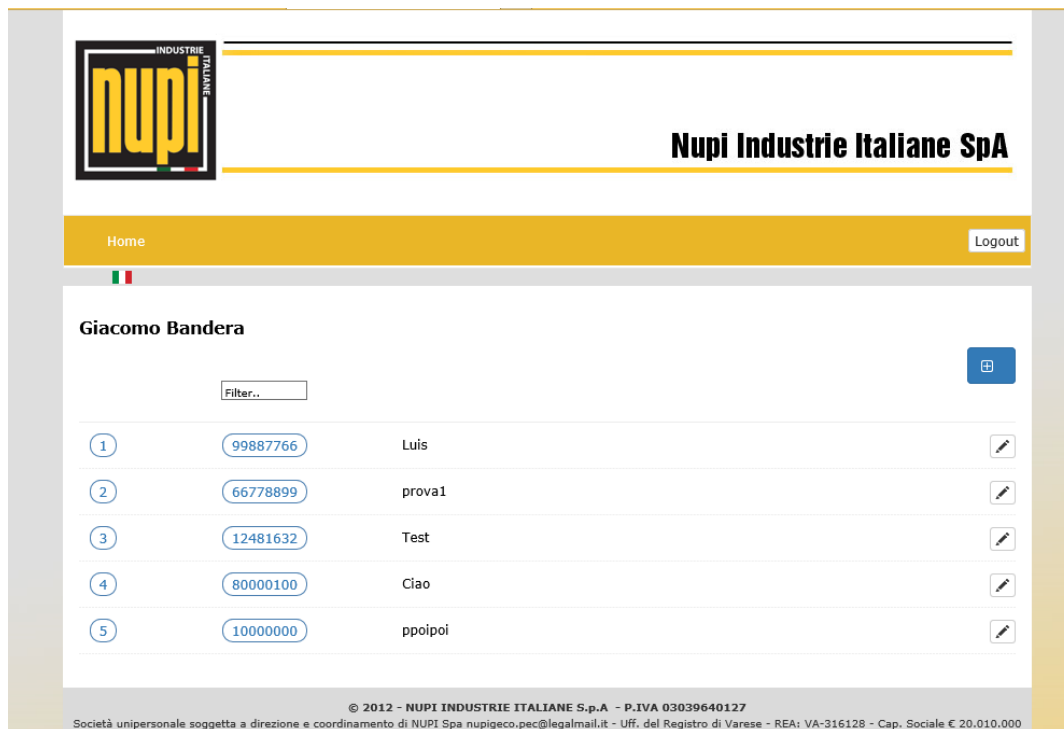 INDUSTRIE
ITALIANE
nupi
Nupi Industrie Italiane SpA
Home
Logout
Giacomo Bandera
Filter..
1 99887766 Luis
2 66778899 prova1
3 12481632 Test
4 80000100 Ciao
5 10000000 ppoipoi
© 2012 - NUPI INDUSTRIE ITALIANE S.p.A - P.IVA 03039640127
Società unipersonale soggetta a direzione e coordinamento di NUPI Spa nupigeco.pec@legalmail.it - Uff. del Registro di Varese - REA: VA-316128 - Cap. Sociale € 20.010.000